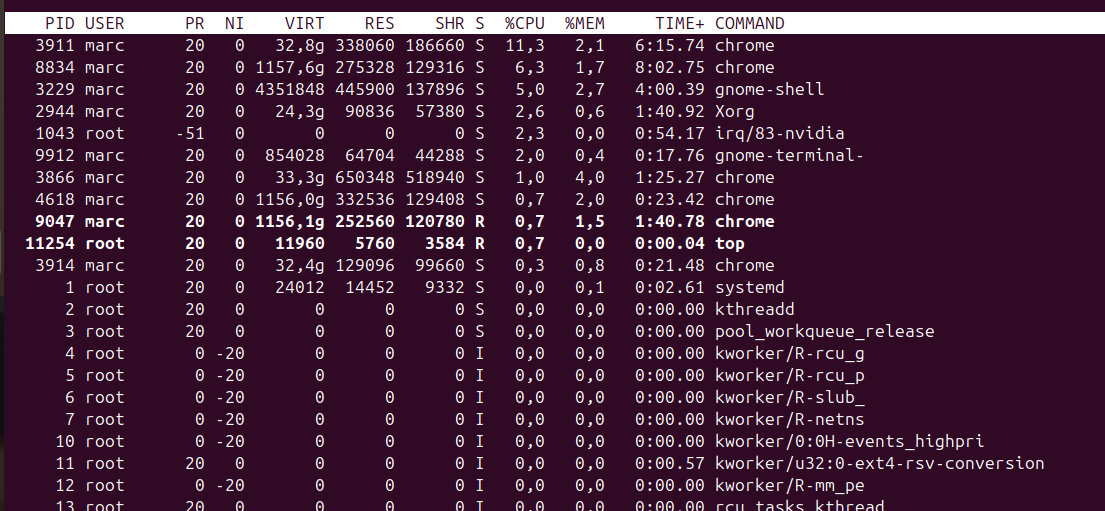 PID USER PR NI VIRT RES SHR S %CPU %MEM TIME+ COMMAND
3911 marc 20 0 32,8g 338060 186660 S 11,3 2,1 6:15.74 chrome
8834 marc 20 0 1157,6g 275328 129316 S 6,3 1,7 8:02.75 chrome
3229 marc 20 0 4351848 445900 137896 S 5,0 2,7 4:00.39 gnome-shell
2944 marc 20 0 24,3g 90836 57380 S 2,6 0,6 1:40.92 Xorg
1043 root -51 0 0 0 0 S 2,3 0,0 0:54.17 irq/83-nvidia
9912 marc 20 0 854028 64704 44288 S 2,0 0,4 0:17.76 gnome-terminal-
3866 marc 20 0 33,3g 650348 518940 S 1,0 4,0 1:25.27 chrome
4618 marc 20 0 1156,0g 332536 129408 S 0,7 2,0 0:23.42 chrome
9047 marc 20 0 1156,1g 252560 120780 R 0,7 1,5 1:40.78 chrome
11254 root 20 0 11960 5760 3584 R 0,7 0,0 0:00.04 top
3914 marc 20 0 32,4g 129096 99660 S 0,3 0,8 0:21.48 chrome
1 root 20 0 24012 14452 9332 S 0,0 0,1 0:02.61 systemd
2 root 20 0 0 0 0 S 0,0 0,0 0:00.00 kthreadd
3 root 20 0 0 0 0 S 0,0 0,0 0:00.00 pool_workqueue_release
4 root 0 -20 0 0 0 I 0,0 0,0 0:00.00 kworker/R-rcu_g
5 root 0 -20 0 0 0 I 0,0 0,0 0:00.00 kworker/R-rcu_p
6 root 0 -20 0 0 0 I 0,0 0,0 0:00.00 kworker/R-slub_
7 root 0 -20 0 0 0 I 0,0 0,0 0:00.00 kworker/R-netns
10 root 0 -20 0 0 0 I 0,0 0,0 0:00.00 kworker/0:0H-events_highpri
11 root 20 0 0 0 0 I 0,0 0,0 0:00.57 kworker/u32:0-ext4-rsv-conversion
12 root 0 -20 0 0 0 I 0,0 0,0 0:00.00 kworker/R-mm_pe
13 root 20 0 0 0 0 I 0,0 0,0 0:00.00 rcu_tasks_kthread